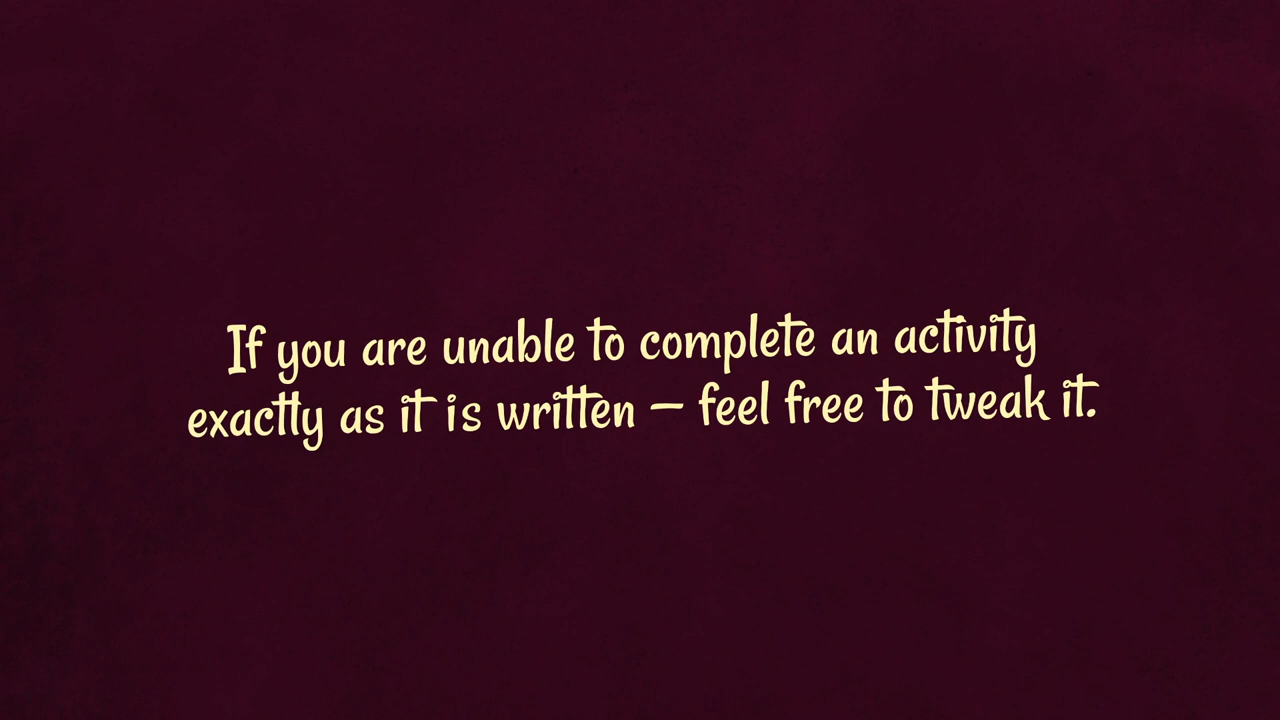 If you are unable to complete an activity
exactly as it is written – feel free to tweak it.